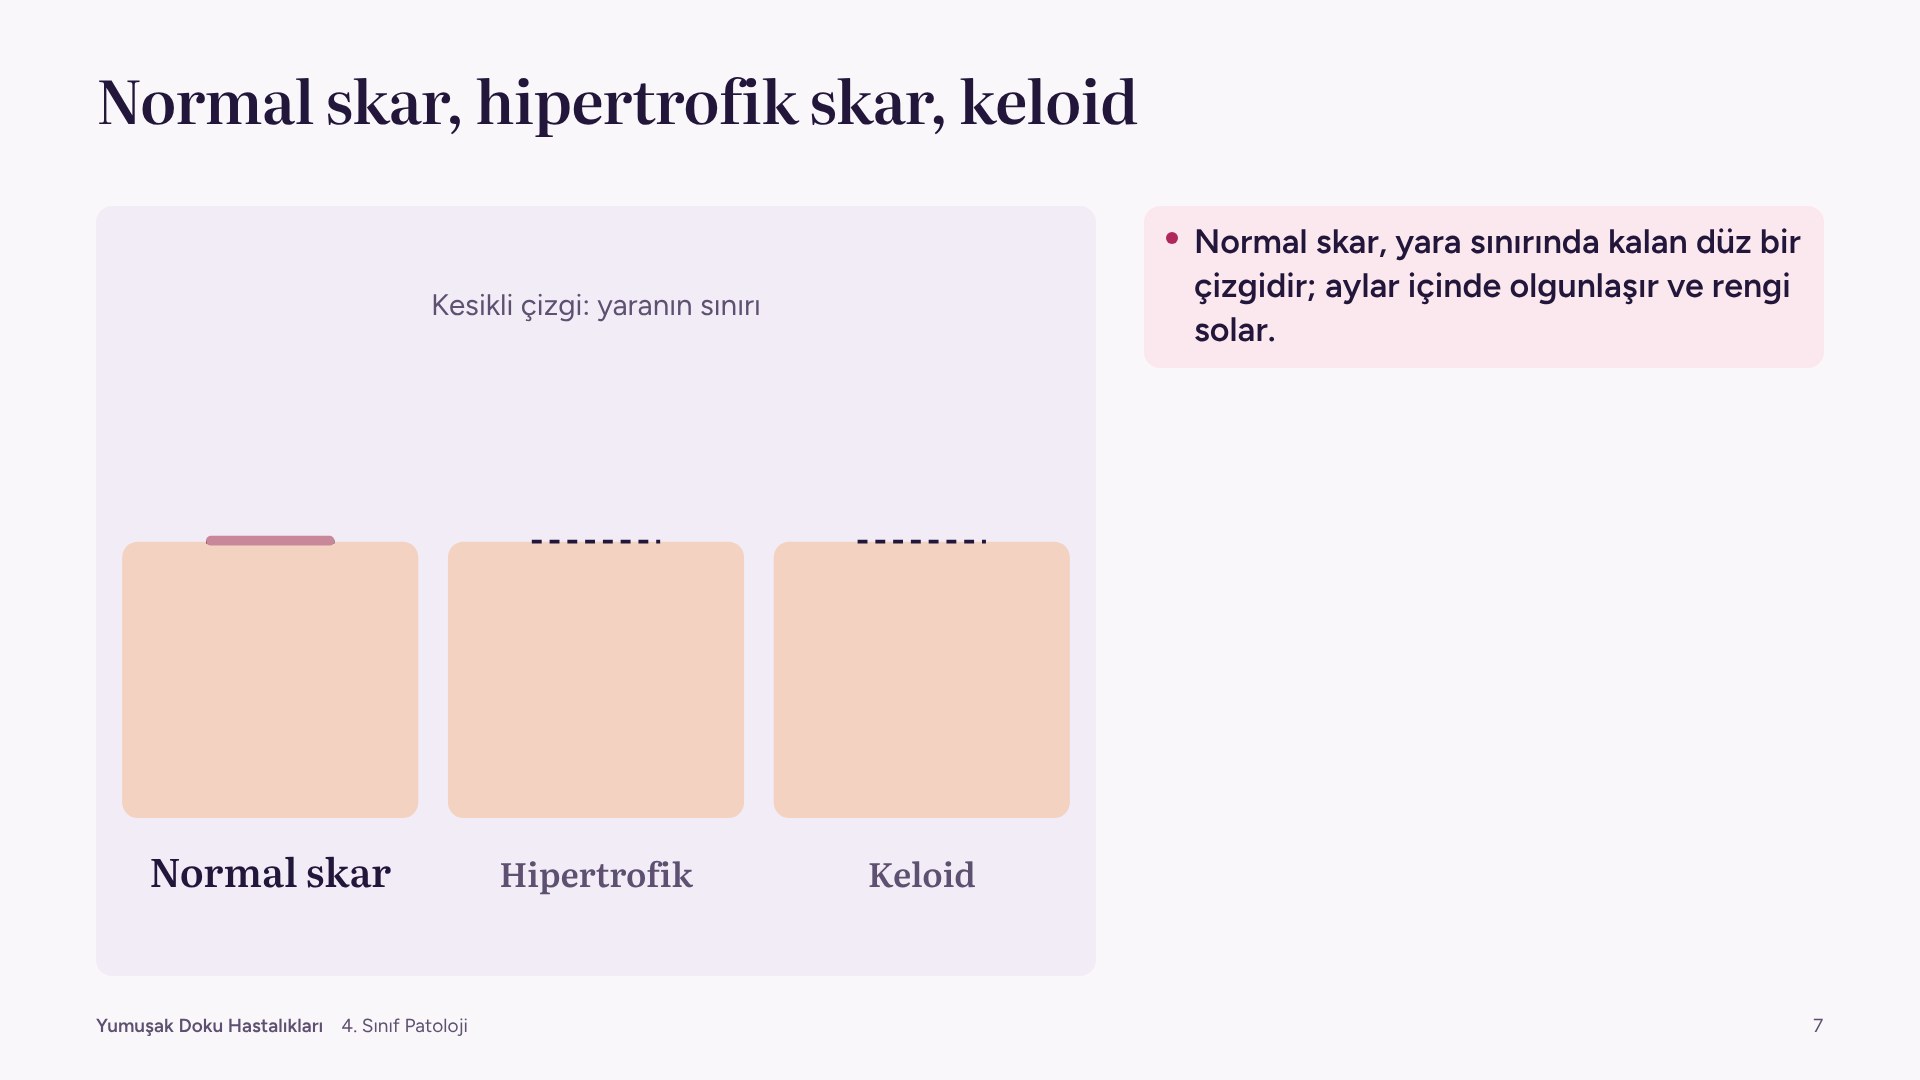 Normal skar, hipertrofik skar, keloid
Kesikli çizgi: yaranın sınırı
Normal skar
Hipertrofik
Keloid
Normal skar, yara sınırında kalan düz bir
çizgidir; aylar içinde olgunlaşır ve rengi
solar.
Yumuşak Doku Hastalıkları 4. Sınıf Patoloji
7